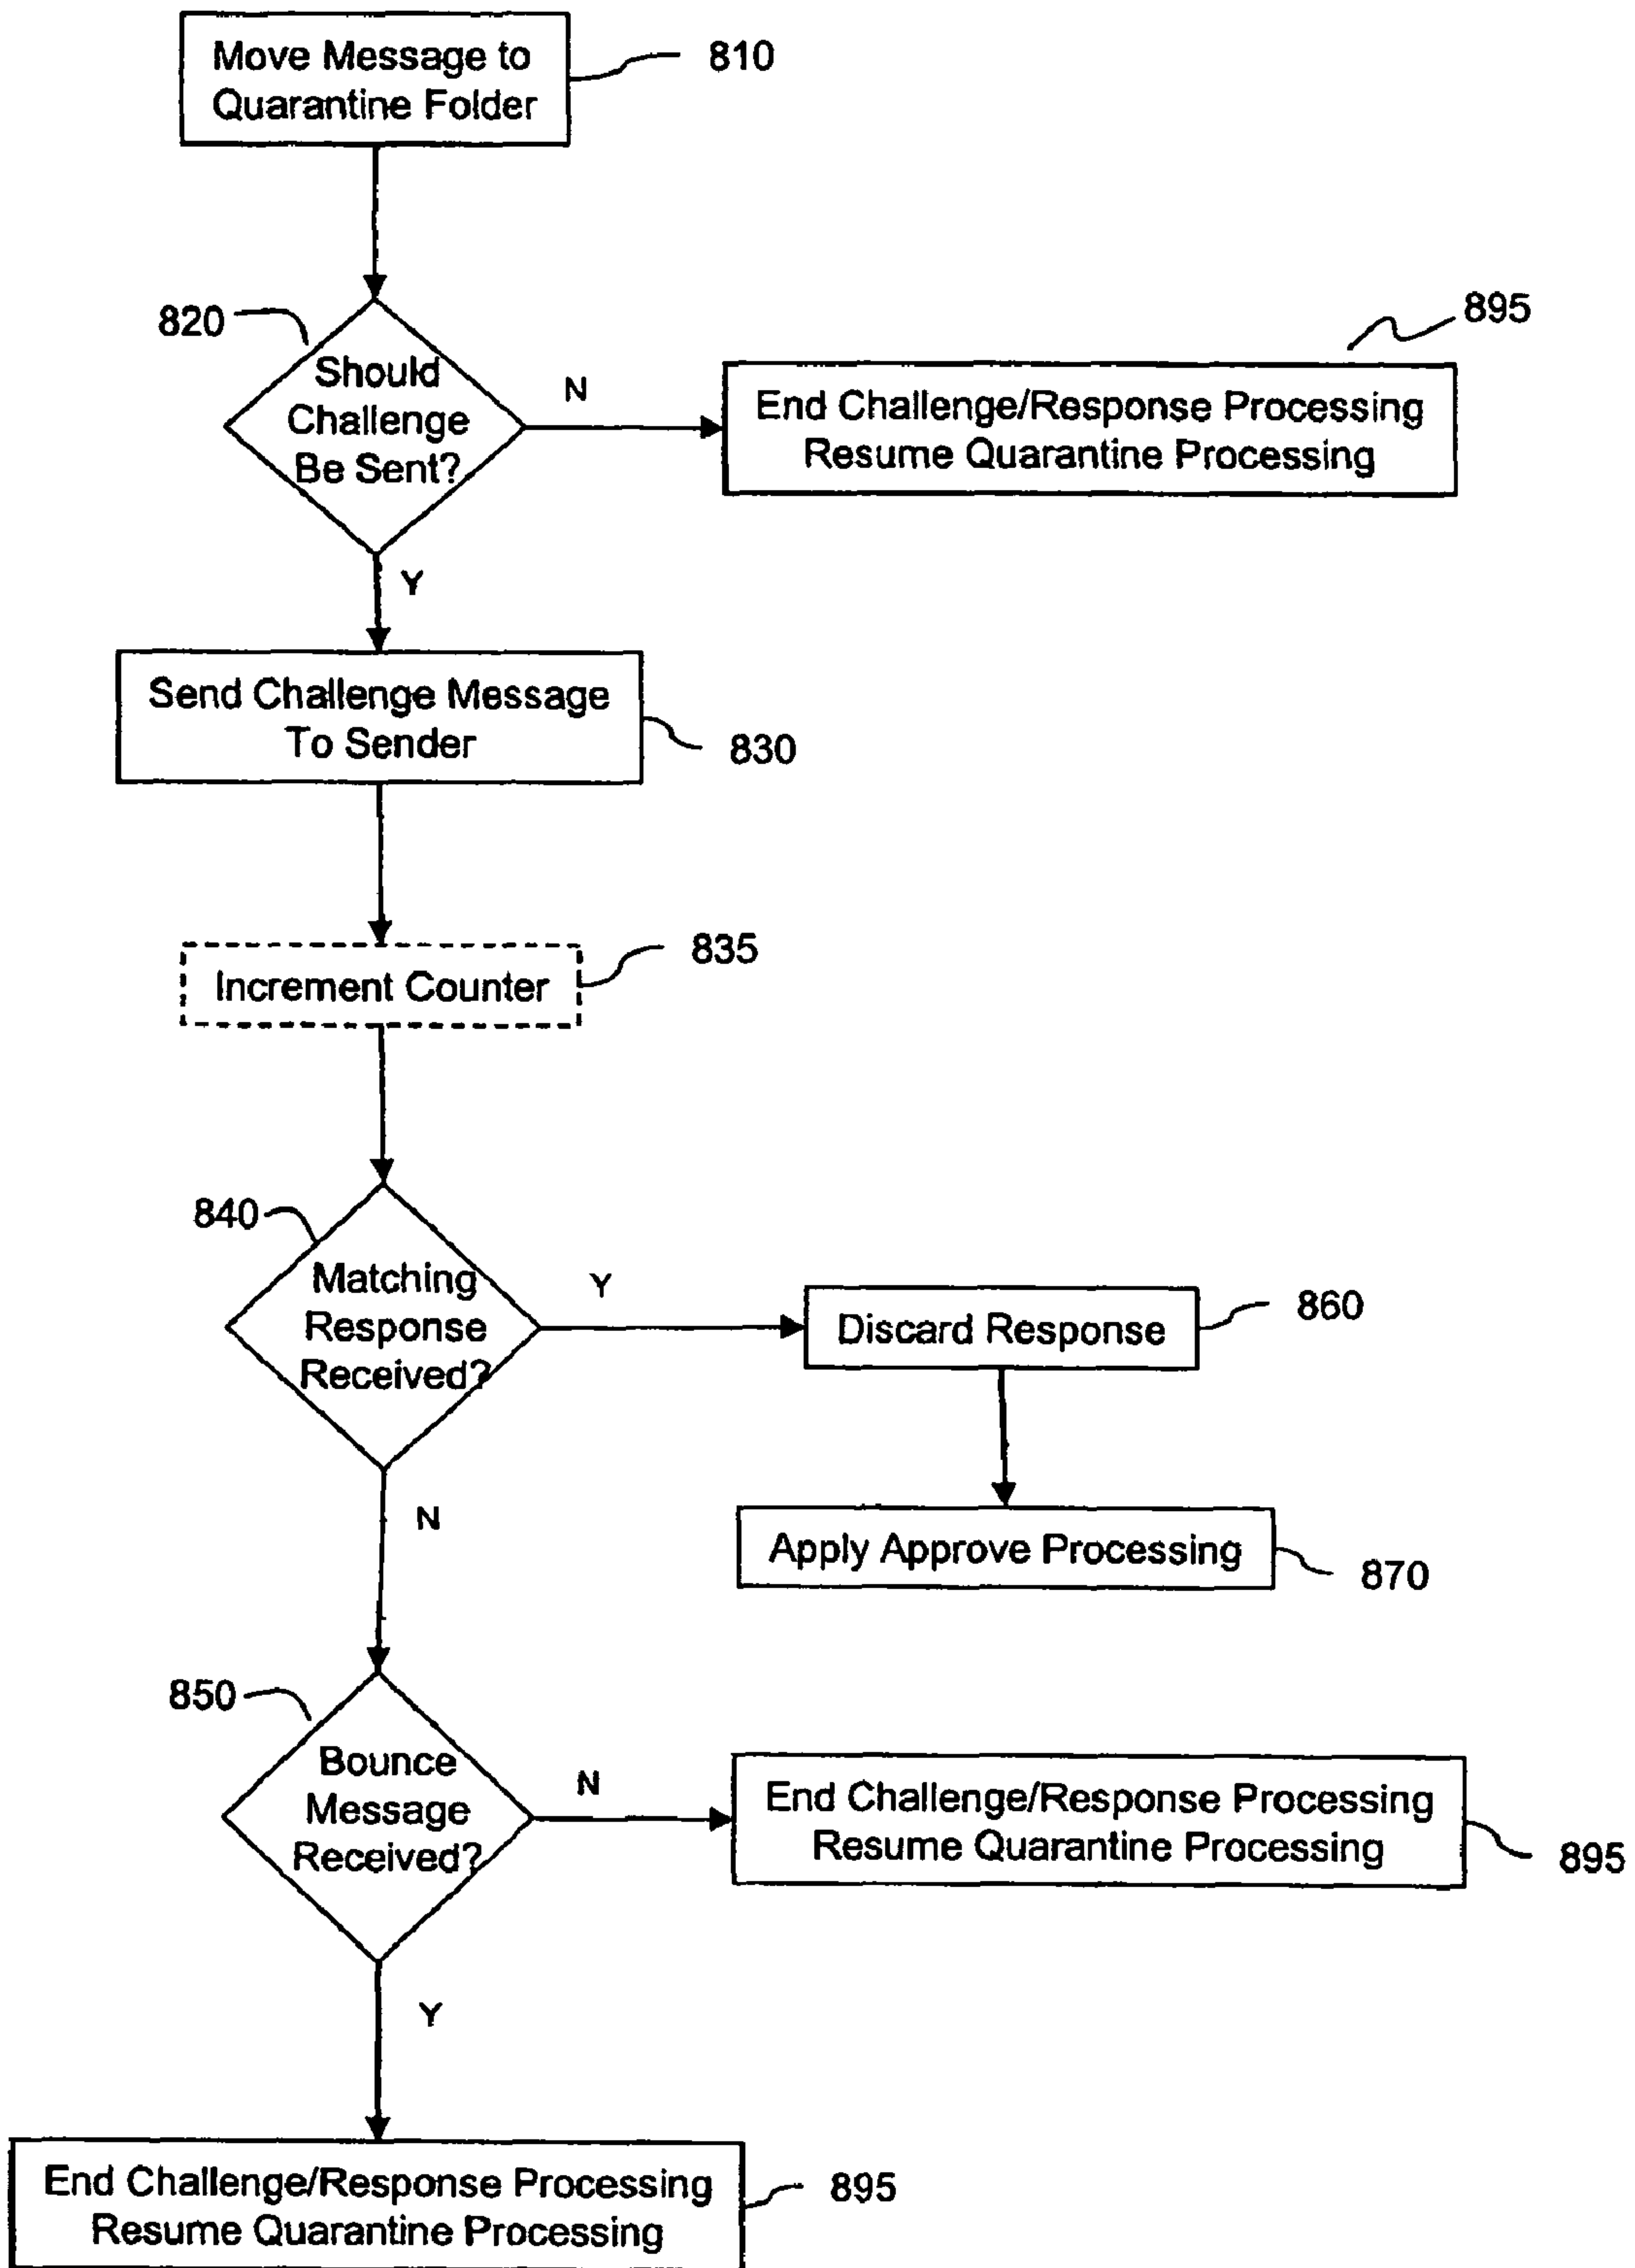 Move Message to
Quarantine Folder
810
820
Should
Challenge
Be Sent?
N
895
End Challenge/Response Processing
Resume Quarantine Processing
Y
Send Challenge Message
To Sender
830
Increment Counter
835
840
Matching
Response
Received?
Y
Discard Response
860
Apply Approve Processing
870
N
850
Bounce
Message
Received?
N
End Challenge/Response Processing
Resume Quarantine Processing
895
Y
End Challenge/Response Processing
Resume Quarantine Processing
895